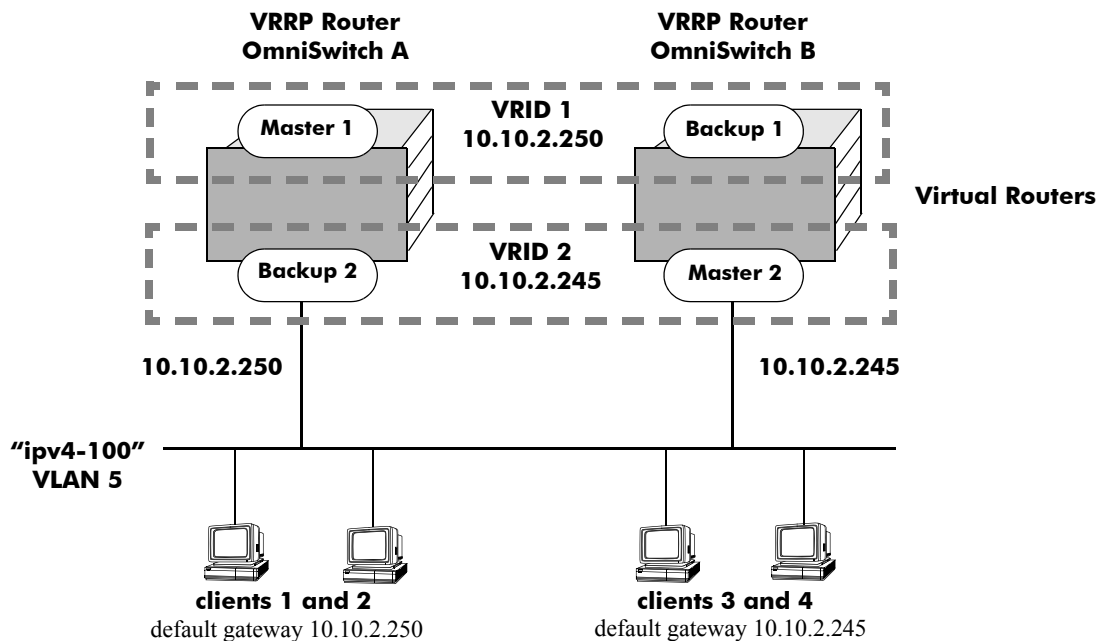 VRRP Router
OmniSwitch A
VRRP Router
OmniSwitch B
Master 1
VRID 1
10.10.2.250
Backup 1
Virtual Routers
Backup 2
VRID 2
10.10.2.245
Master 2
10.10.2.250
10.10.2.245
“ipv4-100”
VLAN 5
clients 1 and 2
default gateway 10.10.2.250
clients 3 and 4
default gateway 10.10.2.245